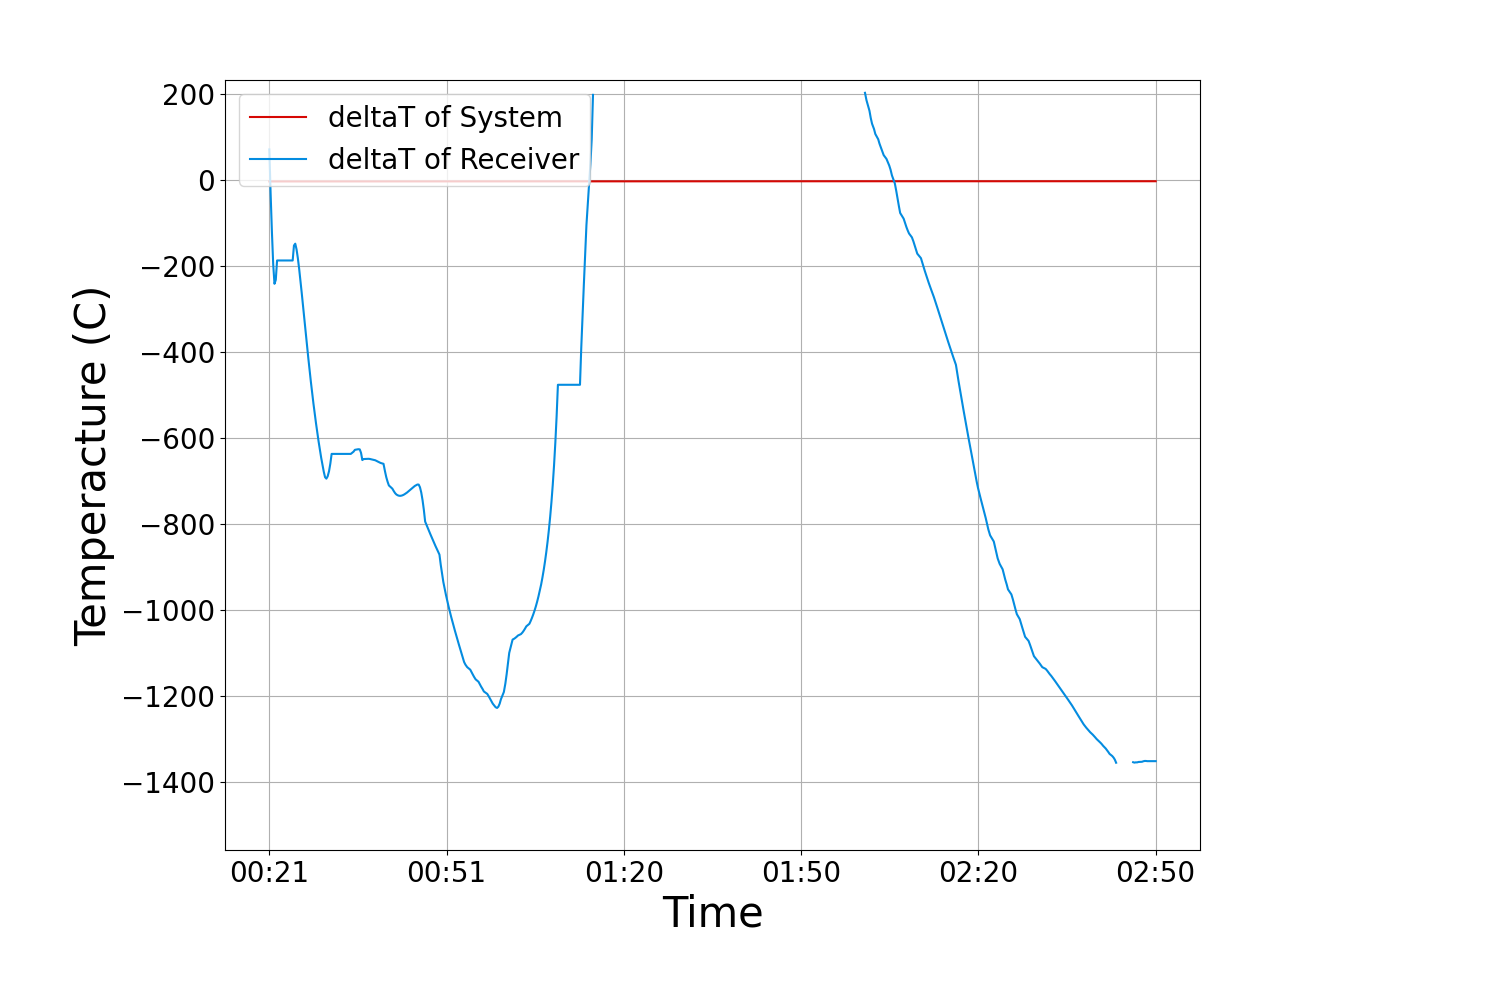 deltaT of System
deltaT of Receiver
200
0
−200
−400
−600
−800
−1000
−1200
−1400
Temperacture (C)
00:21 00:51 01:20 01:50 02:20 02:50
Time